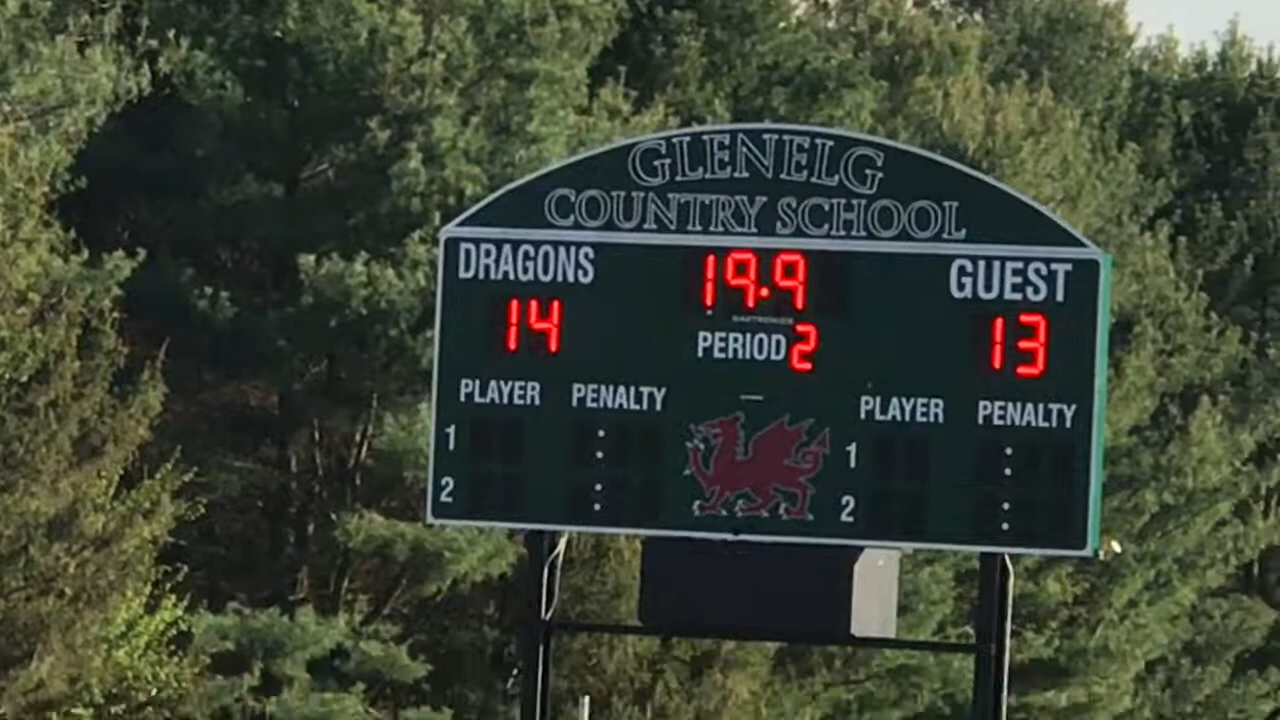 GLENELG
COUNTRY SCHOOL
DRAGONS 19.9 GUEST
14 13
PERIOD 2
PLAYER PENALTY PLAYER PENALTY
1 : 1 :
2 : 2 :